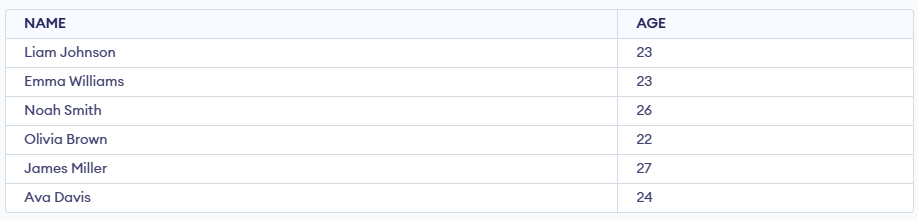 NAME AGE
Liam Johnson 23
Emma Williams 23
Noah Smith 26
Olivia Brown 22
James Miller 27
Ava Davis 24